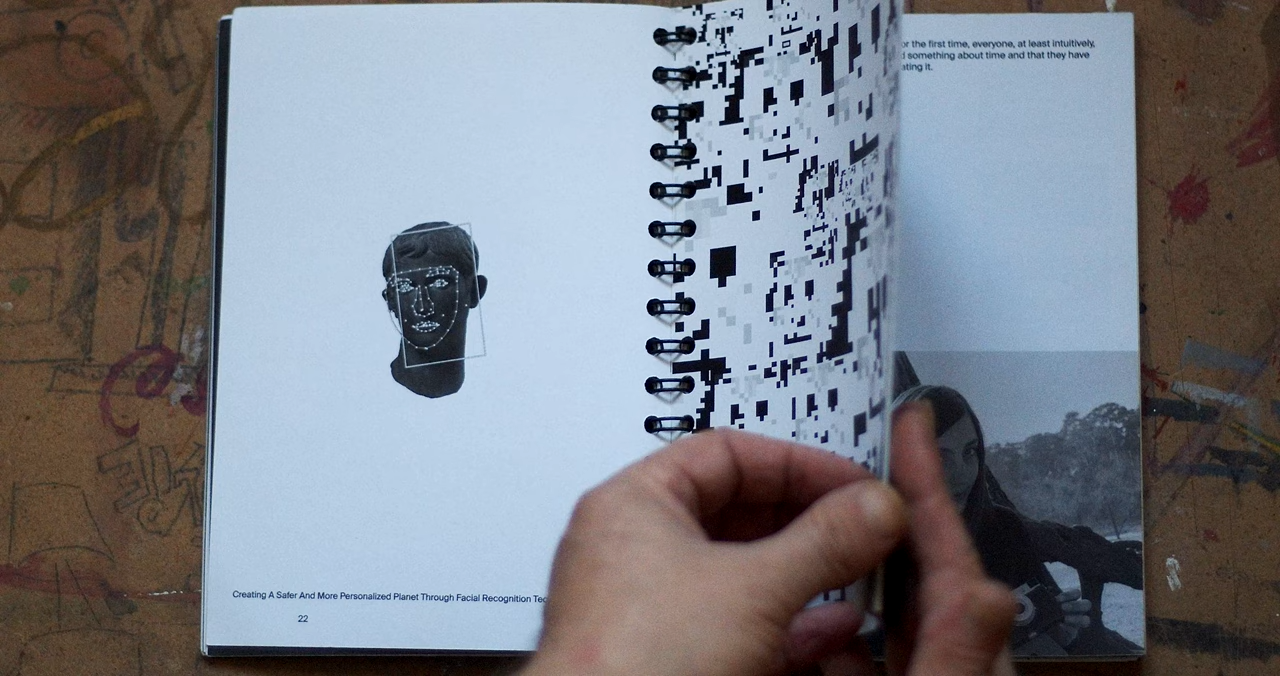 or the first time, everyone, at least intuitively,
something about time and that they have
ating it.
Creating A Safer And More Personalized Planet Through Facial Recognition Tec
22